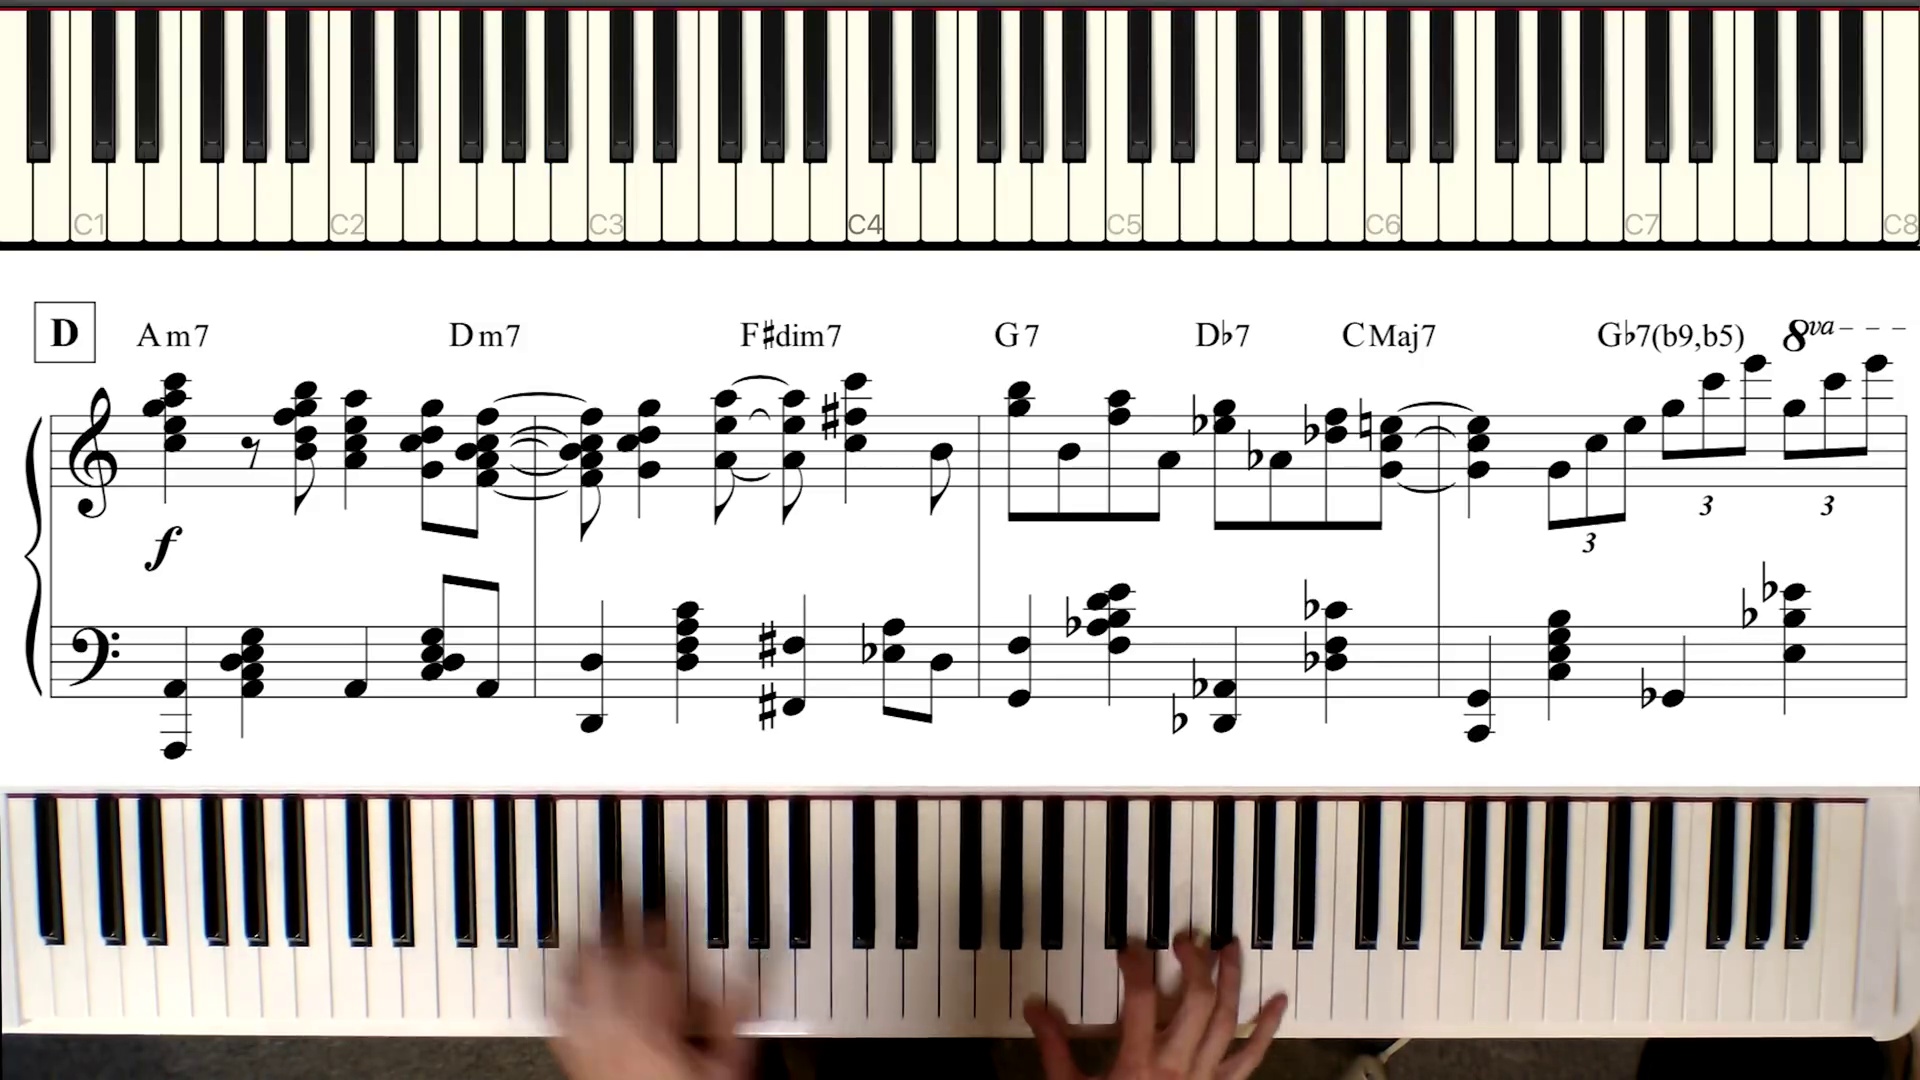 C1 C2 C3 C4 C5 C6 C7 C8
D Am7 Dm7 F♯dim7 G7 D♭7 CMaj7 G♭7(b9,b5) 8va
3 3
f 3